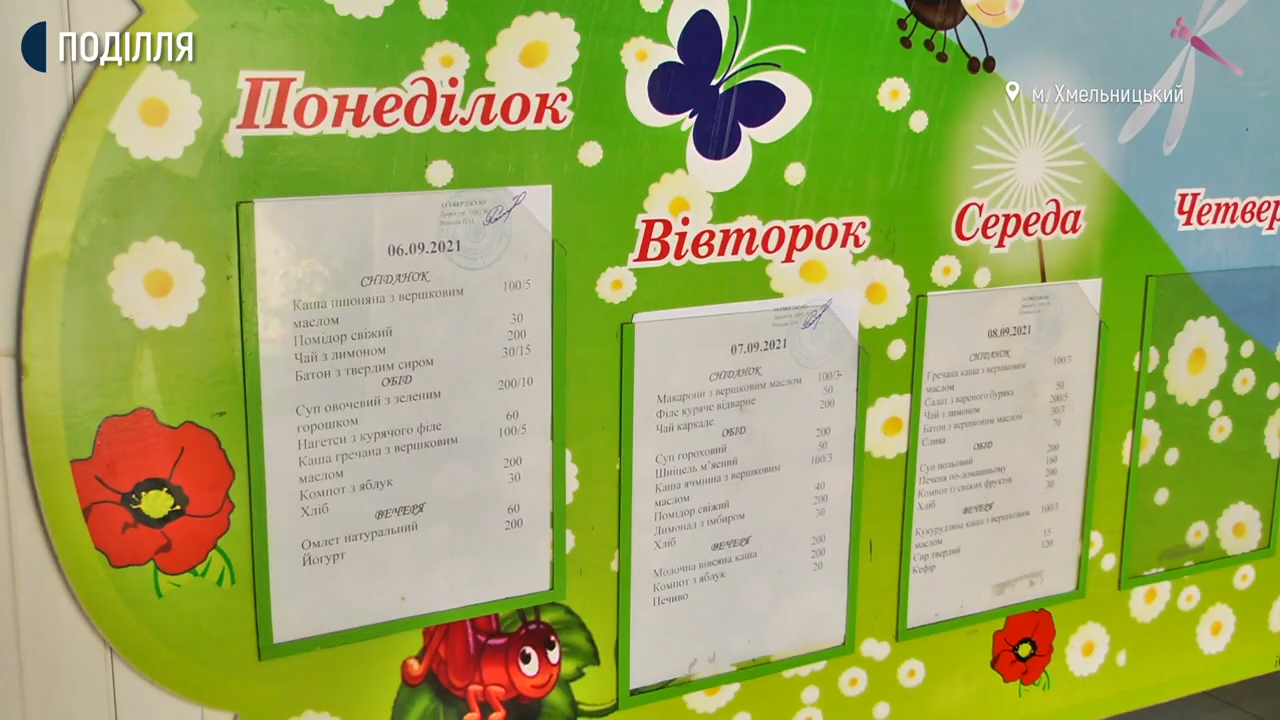 ПОДІЛЛЯ
м. Хмельницький
Понеділок
ЗАТВЕРДЖУЮ
06.09.2021
СНІДАНОК
Каша пшоняна з вершковим 100/5
маслом
Помідор свіжий 30
Чай з лимоном 200
Батон з твердим сиром 30/15
ОБІД
Суп овочевий з зеленим 200/10
горошком
Нагетси з курячого філе 60
Каша гречана з вершковим 100/5
маслом
Компот з яблук 200
Хліб 30
ВЕЧЕРЯ
Омлет натуральний 60
Йогурт 200
Вівторок
07.09.2021
СНІДАНОК
Макарони з вершковим маслом 100/3
Філе куряче відварне 50
Чай каркаде 200
ОБІД
Суп гороховий 200
Шніцель м'ясний 50
Каша ячмінна з вершковим 100/3
маслом
Помідор свіжий 40
Лимонад з імбиром 200
Хліб 30
ВЕЧЕРЯ
Молочна вівсяна каша 200
Компот з яблук 200
Печиво 20
Середа
08.09.2021
СНІДАНОК
Гречана каша з вершковим 100/3
маслом
Салат з вареного буряка 50
Чай з лимоном 200/5
Батон з вершковим маслом 30/3
Слива 70
ОБІД
Суп польовий 200
Печеня по-домашньому 160
Компот із свіжих фруктів 200
Хліб 30
ВЕЧЕРЯ
Кукурудзяна каша з вершковим 100/3
маслом
Сир твердий 15
Кефір 120
Четвер